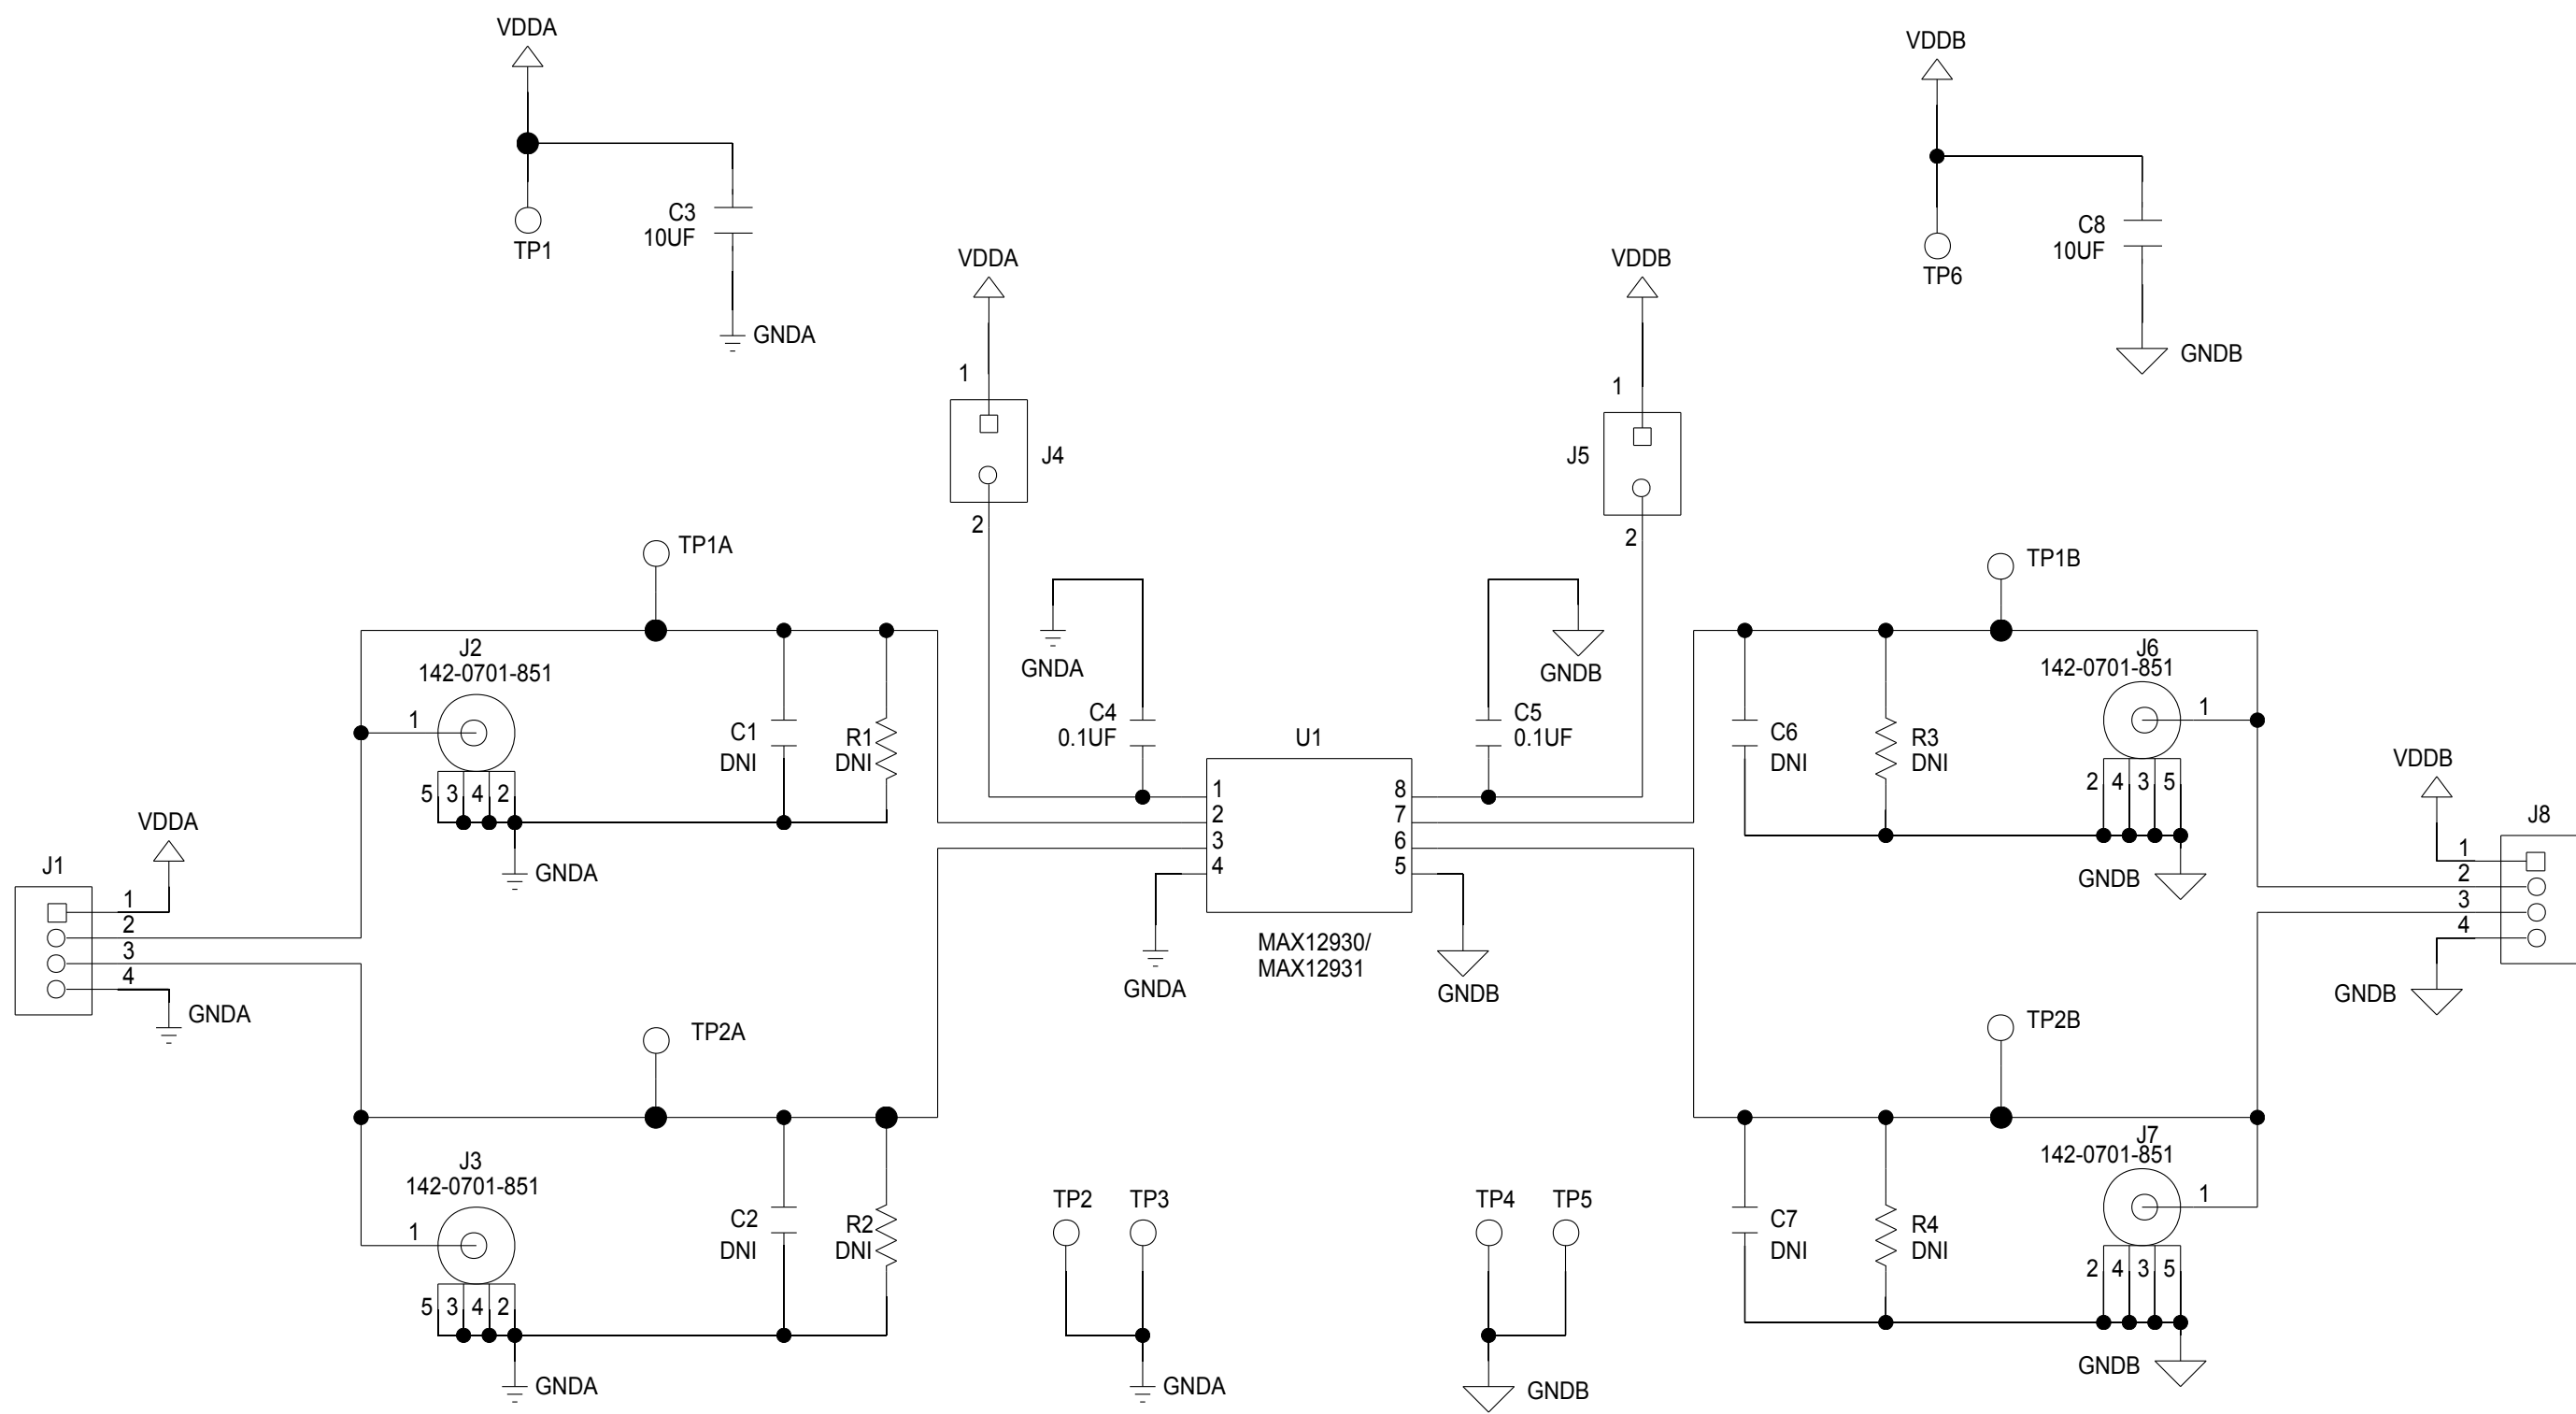 VDDA
C3
10UF
TP1
GNDA
VDDB
C8
10UF
TP6
GNDB
VDDA
1
J4
2
VDDB
1
J5
2
TP1A
J2
142-0701-851
1
5 3 4 2
GNDA
C1
DNI
R1
DNI
GNDA
C4
0.1UF
GNDB
C5
0.1UF
U1
1
2
3
4
8
7
6
5
MAX12930/
MAX12931
GNDA
GNDB
TP1B
J6
142-0701-851
1
2 4 3 5
GNDB
C6
DNI
R3
DNI
VDDA
J1
1
2
3
4
GNDA
VDDB
J8
1
2
3
4
GNDB
TP2A
J3
142-0701-851
1
5 3 4 2
GNDA
C2
DNI
R2
DNI
TP2 TP3
GNDA
TP4 TP5
GNDB
TP2B
J7
142-0701-851
1
2 4 3 5
GNDB
C7
DNI
R4
DNI